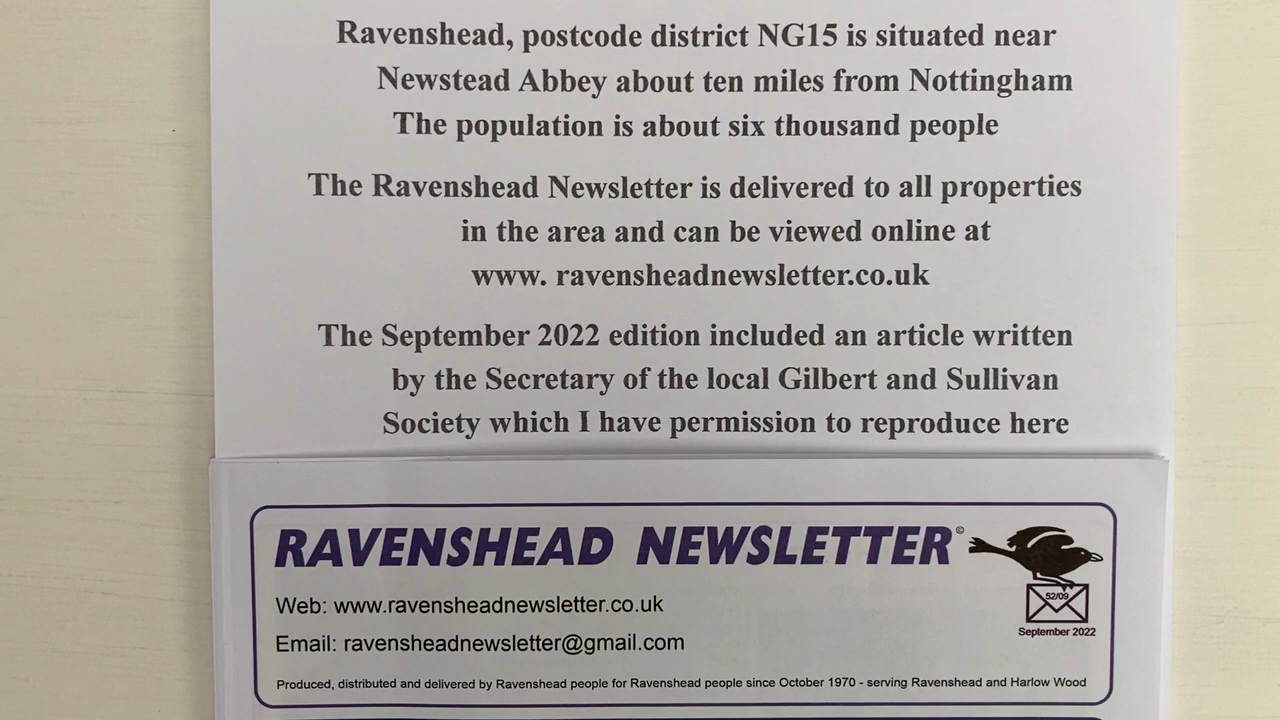 Ravenshead, postcode district NG15 is situated near
Newstead Abbey about ten miles from Nottingham
The population is about six thousand people
The Ravenshead Newsletter is delivered to all properties
in the area and can be viewed online at
www. ravensheadnewsletter.co.uk
The September 2022 edition included an article written
by the Secretary of the local Gilbert and Sullivan
Society which I have permission to reproduce here
RAVENSHEAD NEWSLETTER©
Web: www.ravensheadnewsletter.co.uk
52/09
Email: ravensheadnewsletter@gmail.com
September 2022
Produced, distributed and delivered by Ravenshead people for Ravenshead people since October 1970 - serving Ravenshead and Harlow Wood